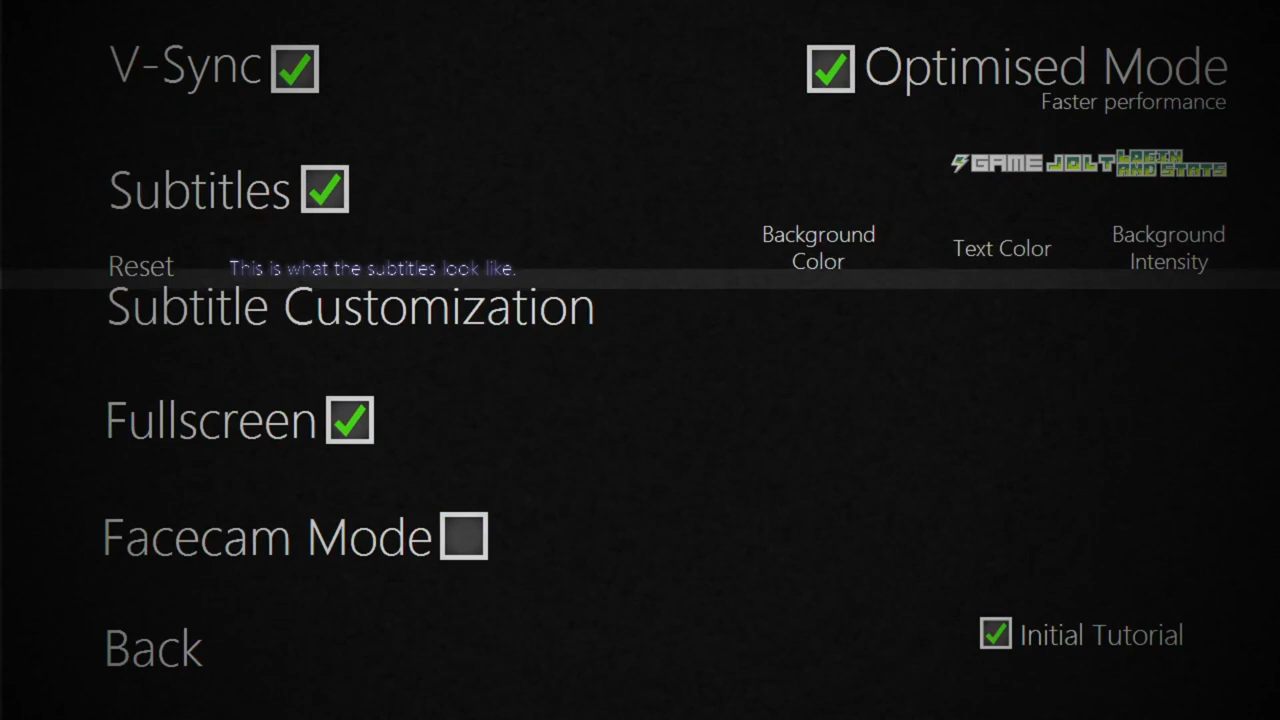 V-Sync
Optimised Mode
Faster performance
GAME JOLT LOGIN
AND STATS
Subtitles
Background
Color
Text Color
Background
Intensity
Reset
This is what the subtitles look like.
Subtitle Customization
Fullscreen
Facecam Mode
Initial Tutorial
Back